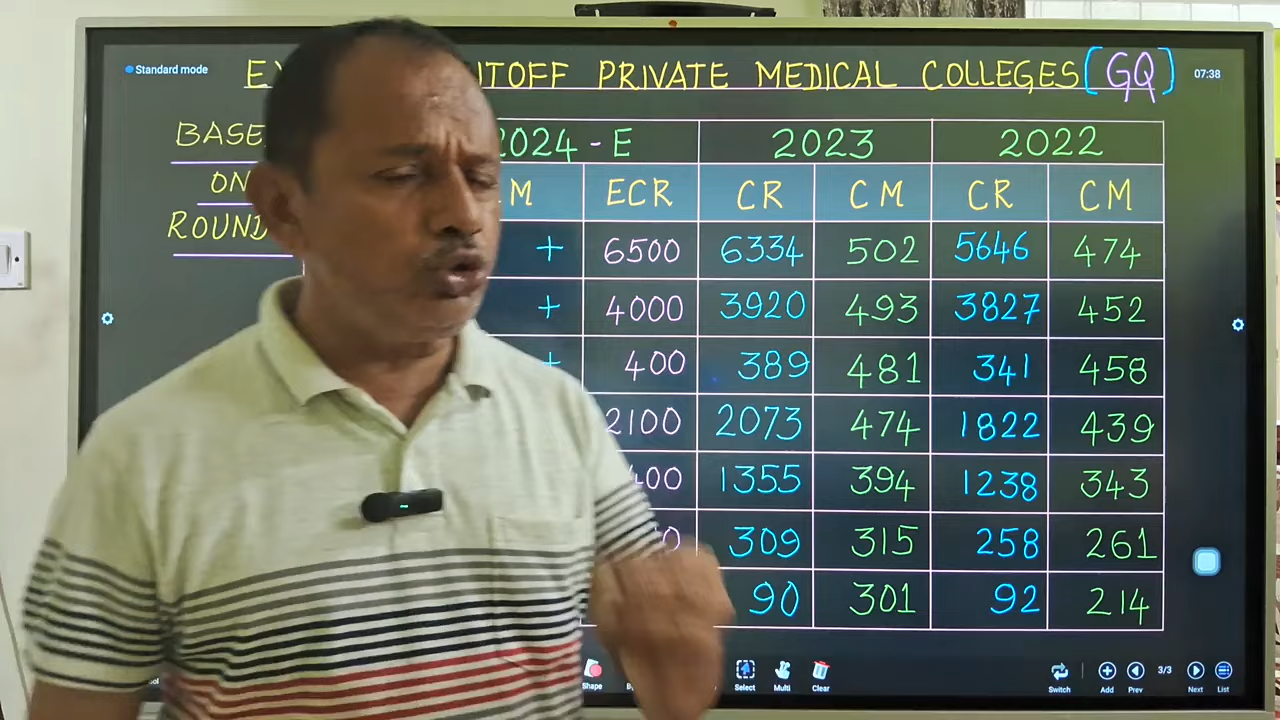 Standard mode
CUTOFF PRIVATE MEDICAL COLLEGES [GQ]
07:38
2024 - E 2023 2022
ON
ROUND
M ECR CR CM CR CM
+ 6500 6334 502 5646 474
+ 4000 3920 493 3827 452
+ 400 389 481 341 458
2100 2073 474 1822 439
1355 394 1238 343
309 315 258 261
90 301 92 214
Shape Select Multi Clear Switch Add Prev 3/3 Next List